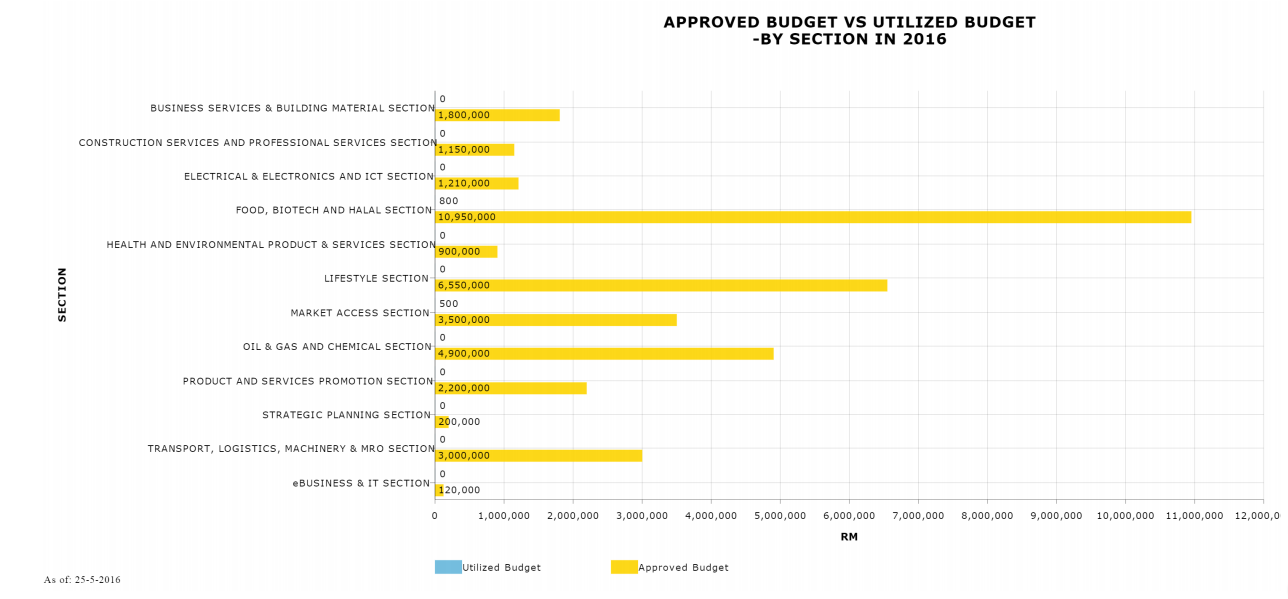 APPROVED BUDGET VS UTILIZED BUDGET
-BY SECTION IN 2016
SECTION
BUSINESS SERVICES & BUILDING MATERIAL SECTION
0
1,800,000
CONSTRUCTION SERVICES AND PROFESSIONAL SERVICES SECTION
0
1,150,000
ELECTRICAL & ELECTRONICS AND ICT SECTION
0
1,210,000
FOOD, BIOTECH AND HALAL SECTION
800
10,950,000
HEALTH AND ENVIRONMENTAL PRODUCT & SERVICES SECTION
0
900,000
LIFESTYLE SECTION
0
6,550,000
MARKET ACCESS SECTION
500
3,500,000
OIL & GAS AND CHEMICAL SECTION
0
4,900,000
PRODUCT AND SERVICES PROMOTION SECTION
0
2,200,000
STRATEGIC PLANNING SECTION
0
200,000
TRANSPORT, LOGISTICS, MACHINERY & MRO SECTION
0
3,000,000
eBUSINESS & IT SECTION
0
120,000
0 1,000,000 2,000,000 3,000,000 4,000,000 5,000,000 6,000,000 7,000,000 8,000,000 9,000,000 10,000,000 11,000,000 12,000,0
RM
Utilized Budget Approved Budget
As of: 25-5-2016